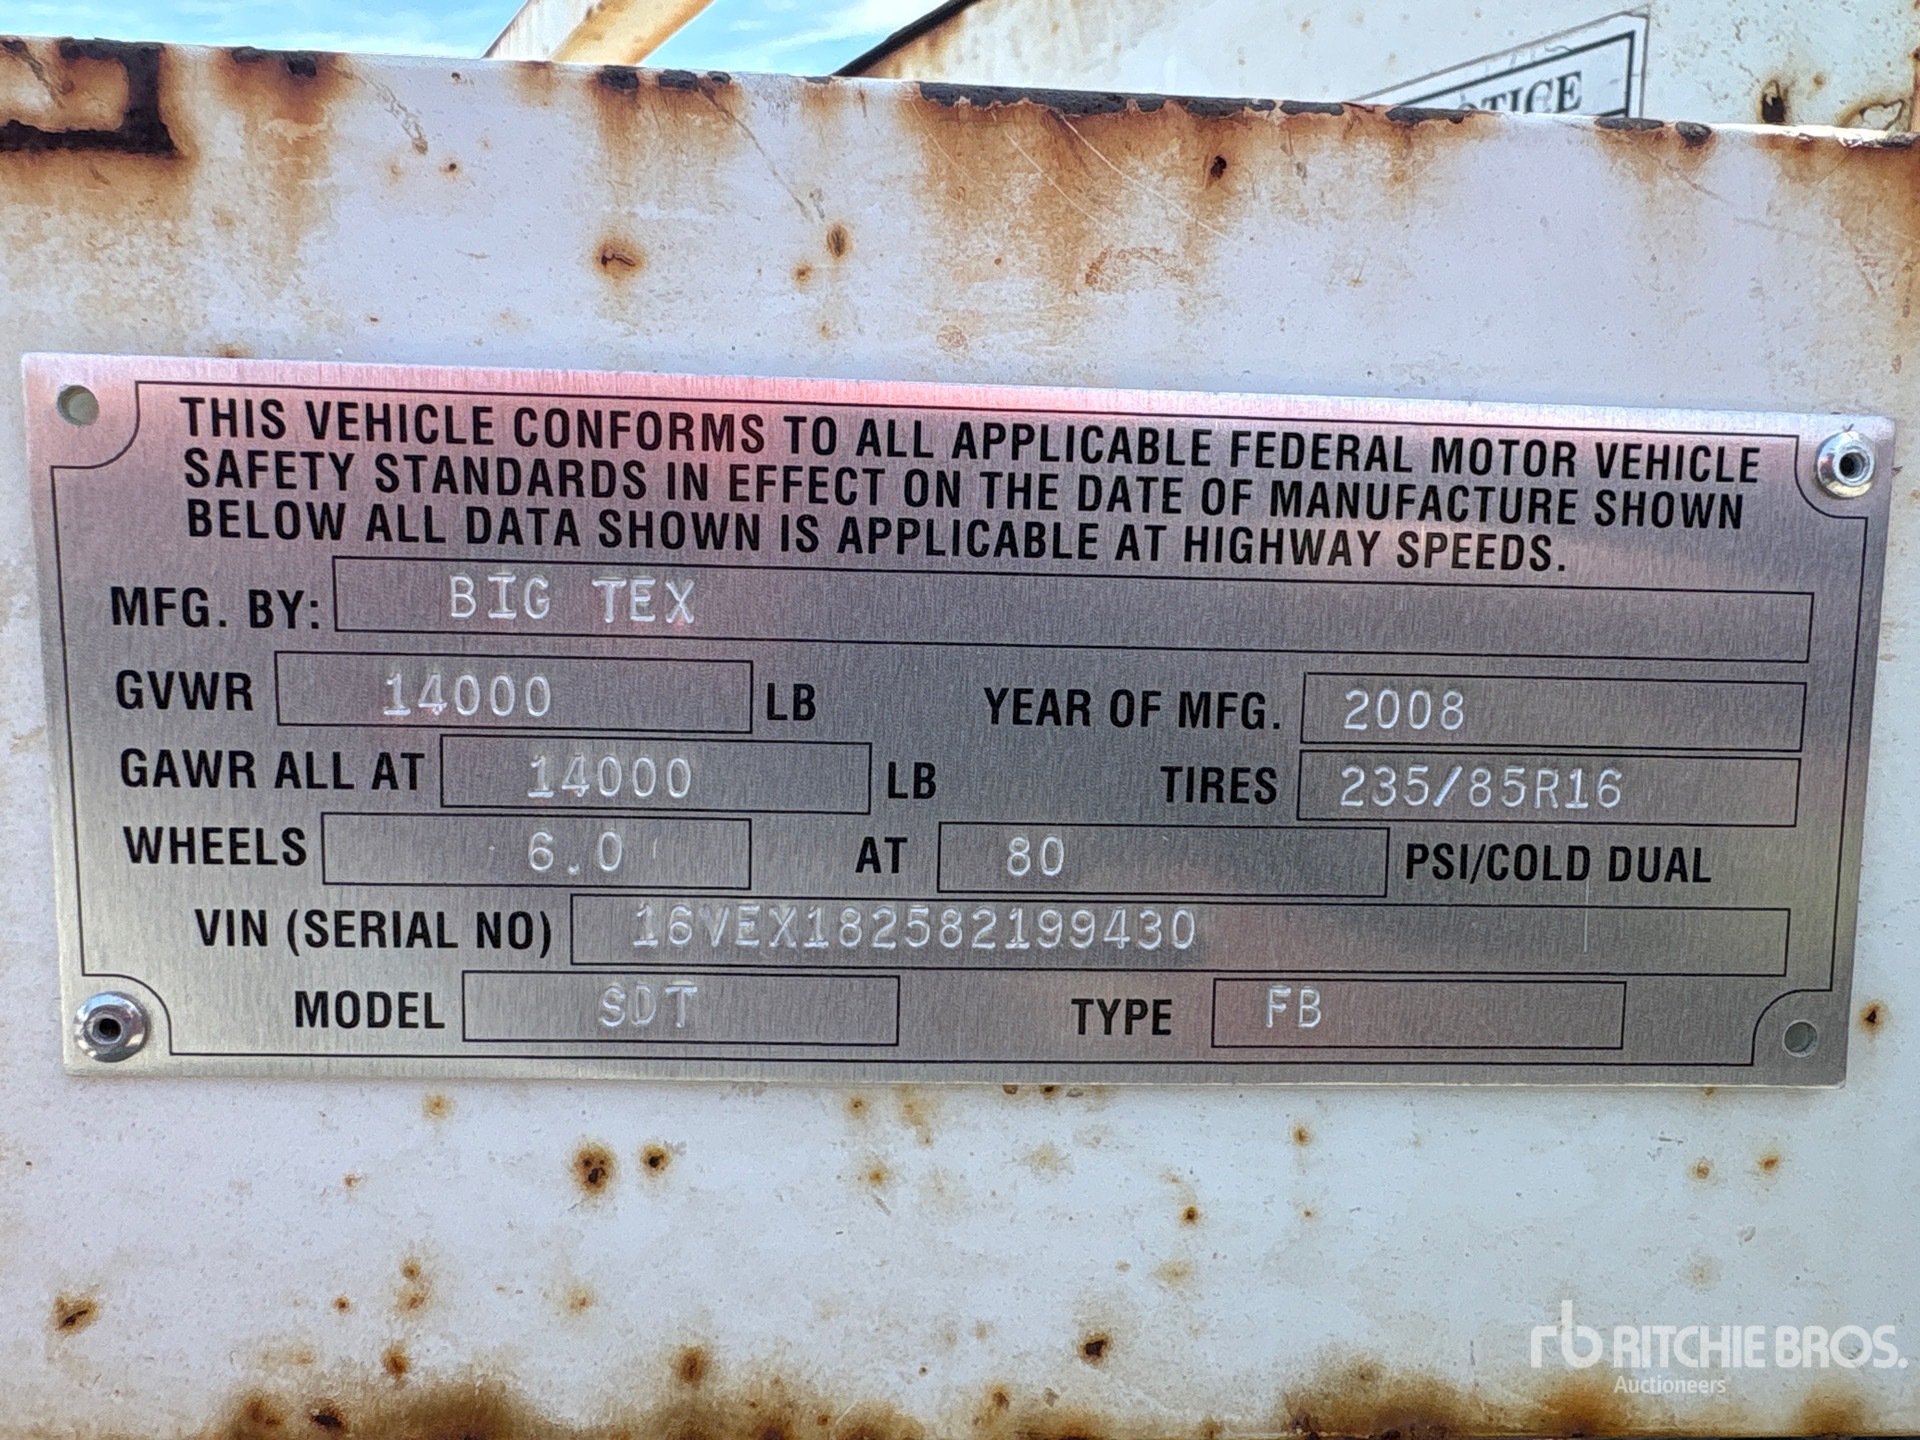 NOTICE
THIS VEHICLE CONFORMS TO ALL APPLICABLE FEDERAL MOTOR VEHICLE
SAFETY STANDARDS IN EFFECT ON THE DATE OF MANUFACTURE SHOWN
BELOW ALL DATA SHOWN IS APPLICABLE AT HIGHWAY SPEEDS.
MFG. BY: BIG TEX
GVWR 14000 LB YEAR OF MFG. 2008
GAWR ALL AT 14000 LB TIRES 235/85R16
WHEELS 6.0 AT 80 PSI/COLD DUAL
VIN (SERIAL NO) 16VEX182582199430
MODEL SDT TYPE FB
rb RITCHIE BROS.
Auctioneers